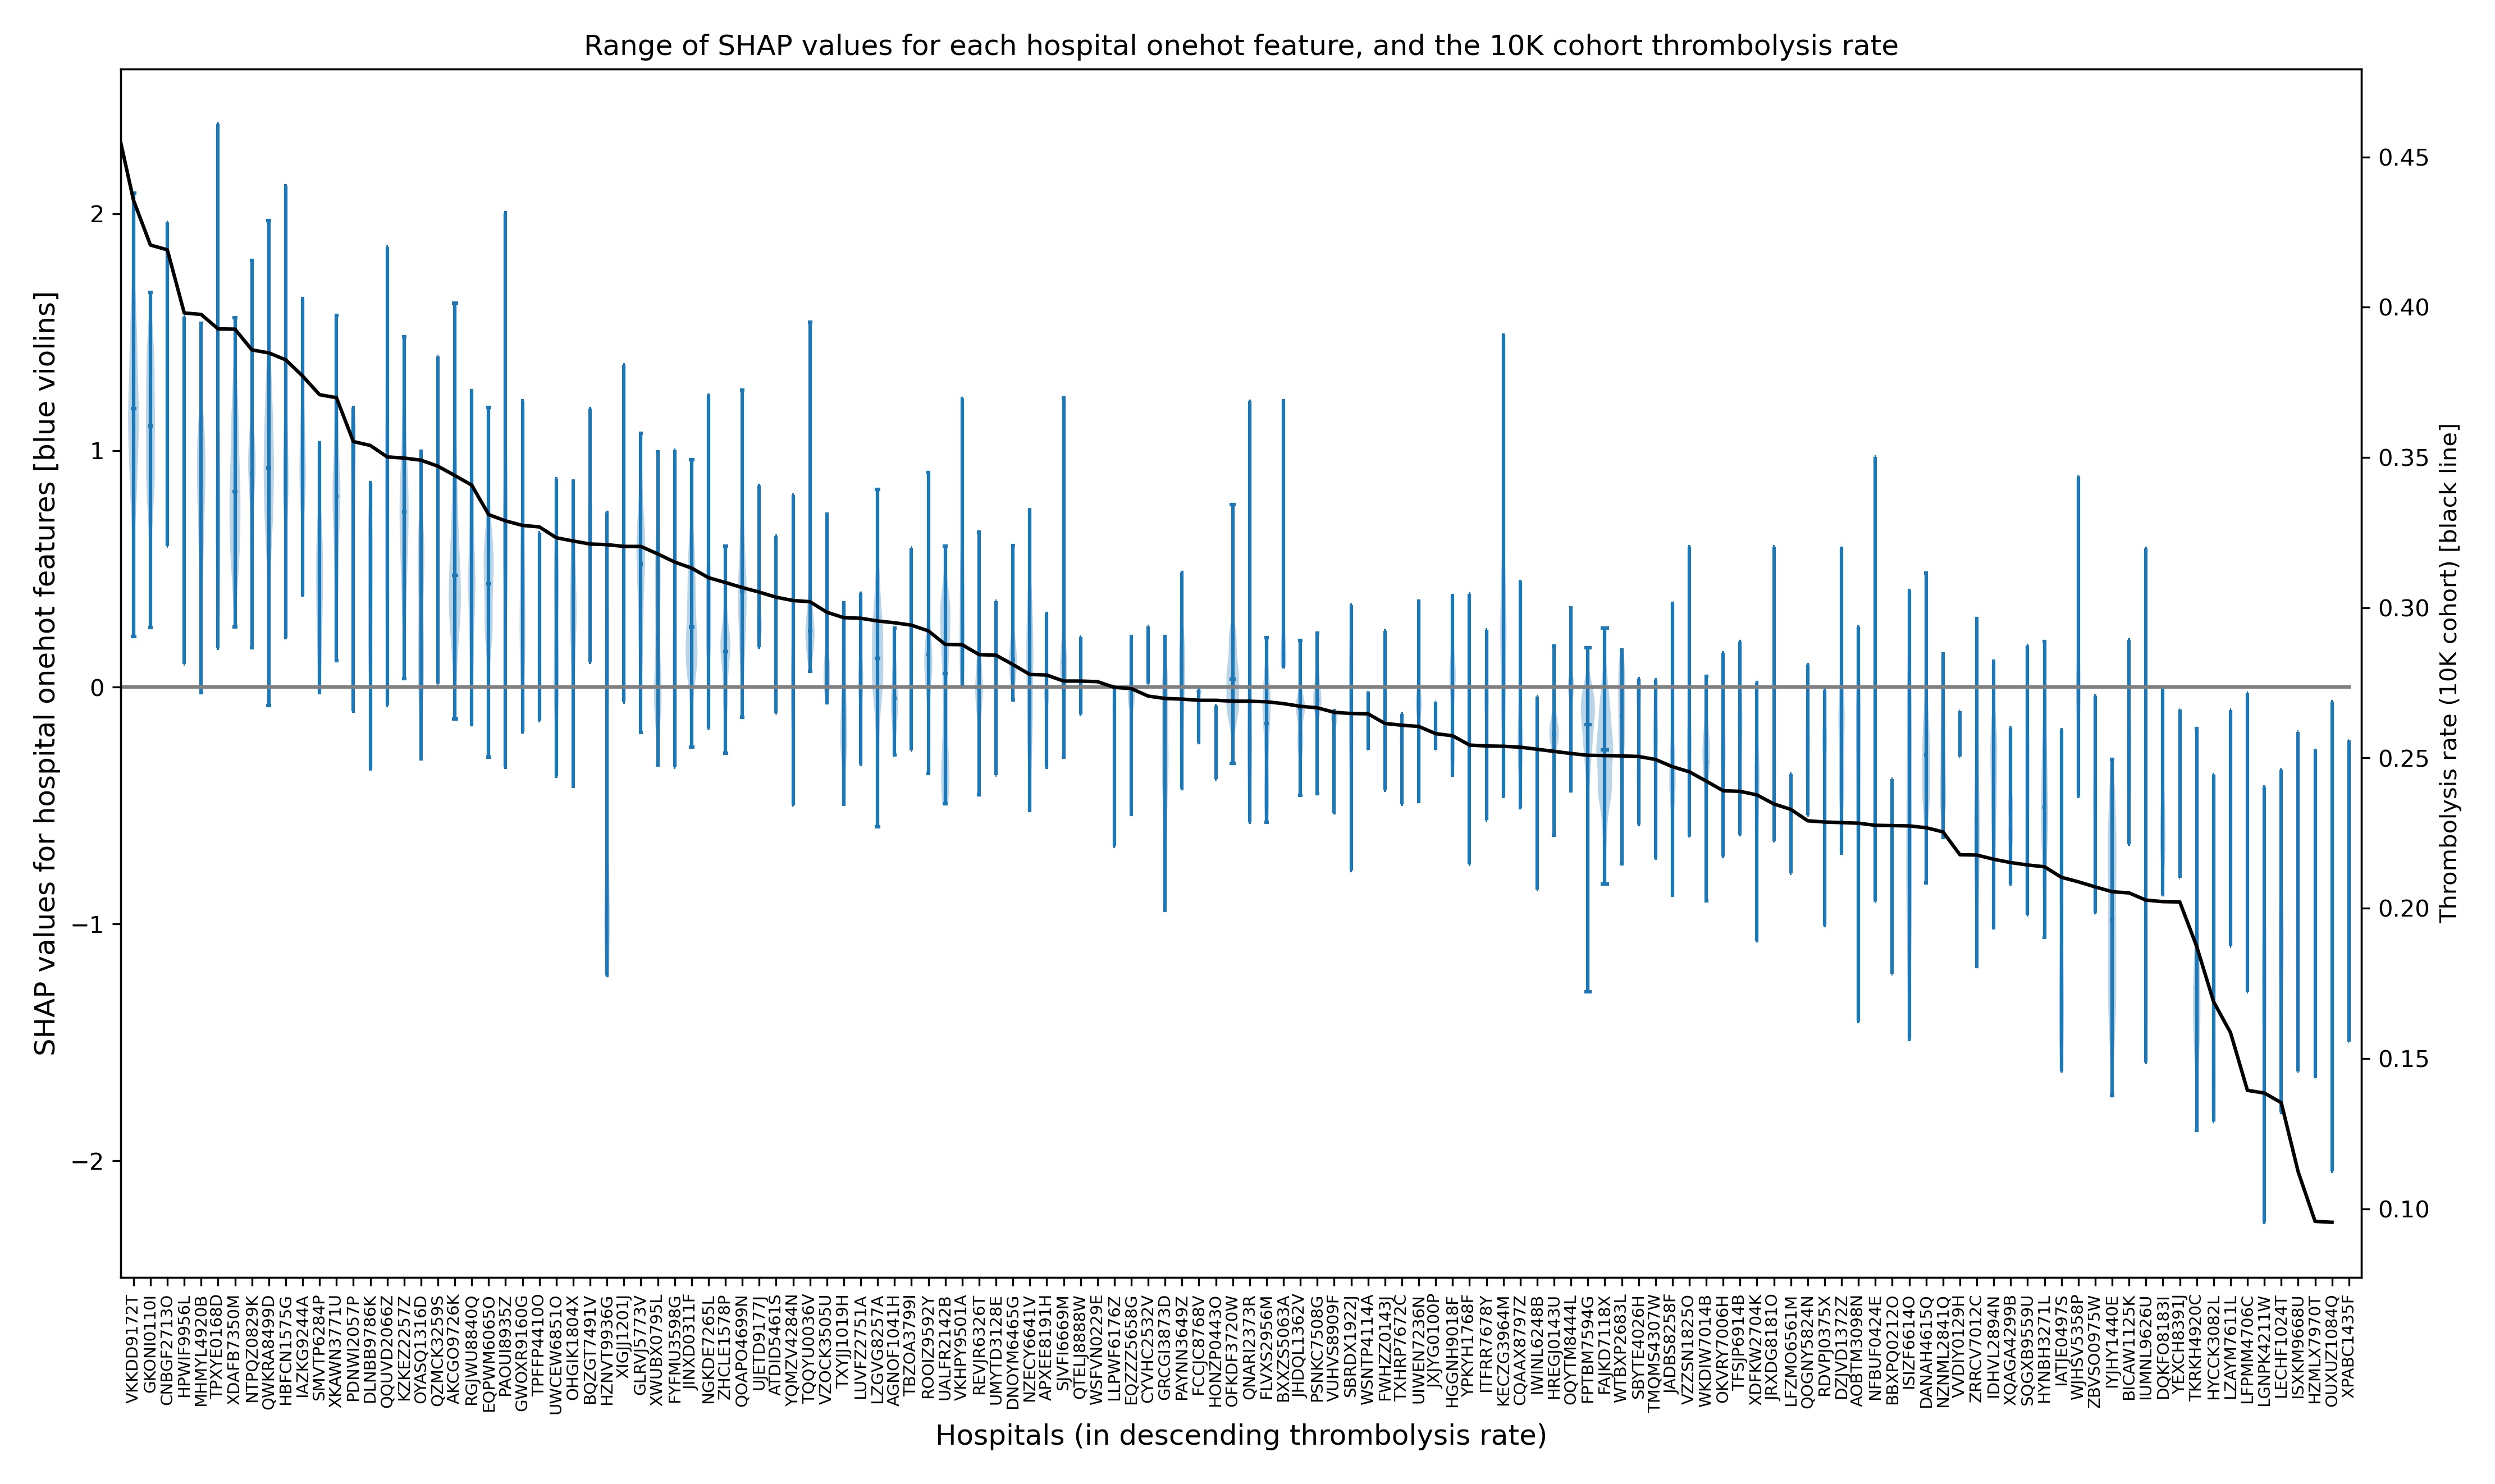 Range of SHAP values for each hospital onehot feature, and the 10K cohort thrombolysis rate
SHAP values for hospital onehot features [blue violins]
2
1
0
−1
−2
Thrombolysis rate (10K cohort) [black line]
0.45
0.40
0.35
0.30
0.25
0.20
0.15
0.10
VKKDD9172T
GKONI0110I
CNBGF2713O
HPWIF9956L
MHMYL4920B
TPXYE0168D
XDAFB7350M
NTPQZ0829K
QWKRA8499D
HBFCN1575G
IAZKG9244A
SMVTP6284P
XKAWN3771U
PDNWI2057P
DLNBB9786K
QQUVD2066Z
KZKEZ2257Z
OYASQ1316D
QZMCK3259S
AKCGO9726K
RGJWU8840Q
EQPWM6065O
PAOUI8935Z
GWOXR9160G
TPFFP4410O
UWCEW6851O
OHGIK1804X
BQZGT7491V
HZNVT9936G
XIGJJ1201J
GLRVJ5773V
XWUBX0795L
FYFMU3598G
JINXD0311F
NGKDE7265L
ZHCLE1578P
QOAPO4699N
UJETD9177J
ATDID5461S
YQMZV4284N
TQQYU0036V
VZOCK3505U
TXYJJ1019H
LUVFZ2751A
LZGVG8257A
AGNOF1041H
TBZOA3799I
ROOIZ9592Y
UALFR2142B
VKHPY9501A
REVJR6326T
UMYTD3128E
DNOYM6465G
NZECY6641V
APXEE8191H
SJVFI6669M
QTELJ8888W
WSFVN0229E
LLPWF6176Z
EQZZZ5658G
CYVHC2532V
GRCGI3873D
PAYNN3649Z
FCCJC8768V
HONZP0443O
OFKDF3720W
QNARI2373R
FLVXS2956M
BXXZS5063A
JHDQL1362V
PSNKC7508G
VUHVS8909F
SBRDX1922J
WSNTP4114A
FWHZZ0143J
TXHRP7672C
UIWEN7236N
JXJYG0100P
HGGNH9018F
YPKYH1768F
ITFRR7678Y
KECZG3964M
CQAAX8797Z
IWINL6248B
HREGJ0143U
OQYTM8444L
FPTBM7594G
FAJKD7118X
WTBXP2683L
SBYTE4026H
TMQMS4307W
JADBS8258F
VZZSN1825O
WKDIW7014B
OKVRY7006H
TFSJP6914B
XDFKW2704K
JRXDG8181O
LFZMO6561M
QOGNY5824N
RDVPJ0375X
DZJVD1372Z
AOBTM3098N
NFBUF0424E
BBXPQ0212O
ISIZF6614O
DANAH4615Q
NZNML2841Q
VVDIY0129H
ZRRCV7012C
IDHVL2894N
XQAGA4299B
SQGXB9559U
HYNBH3271L
IATJE0497S
WJHSV5358P
ZBVSO0975W
IYJHY1440E
BICAW1125K
IUMNL9626U
DQKFO8183I
YEXCH8391J
TKRKH4920C
HYCCK3082L
LZAYM7611L
LFPMM4706C
LGNPK4211W
LECHF1024T
ISXKM9668U
HZMLX7970T
OUXUZ1084Q
XPABC1435F
Hospitals (in descending thrombolysis rate)